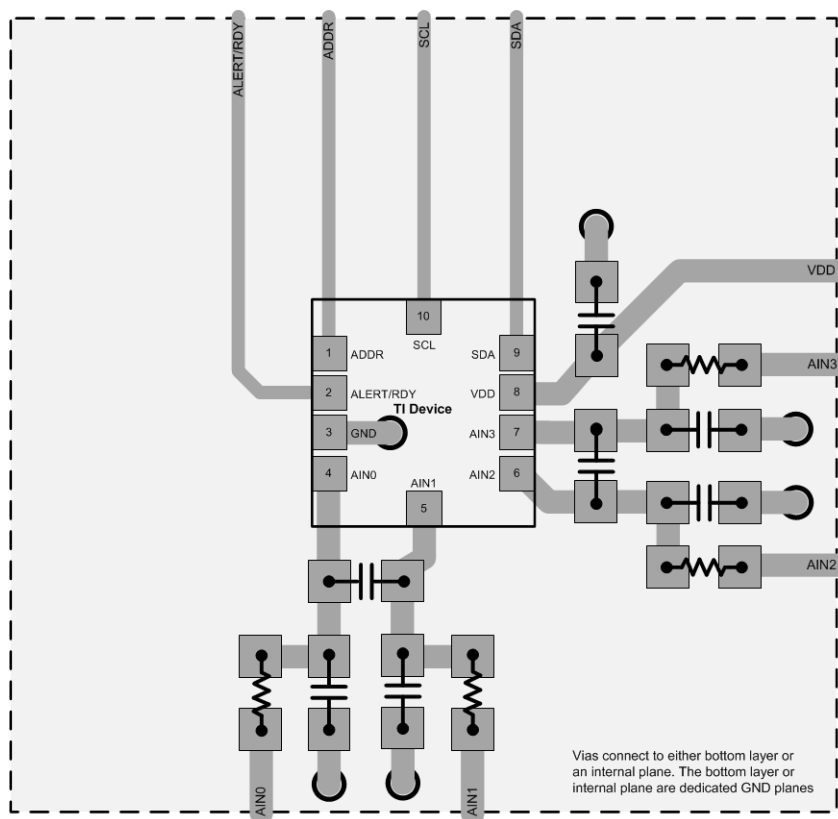 ALERT/RDY
ADDR
SCL
SDA
VDD
10
SCL
1 ADDR
SDA 9
2 ALERT/RDY
VDD 8
TI Device
3 GND
AIN3 7
4 AIN0
AIN2 6
AIN1
5
AIN3
AIN2
AIN0
AIN1
Vias connect to either bottom layer or
an internal plane. The bottom layer or
internal plane are dedicated GND planes